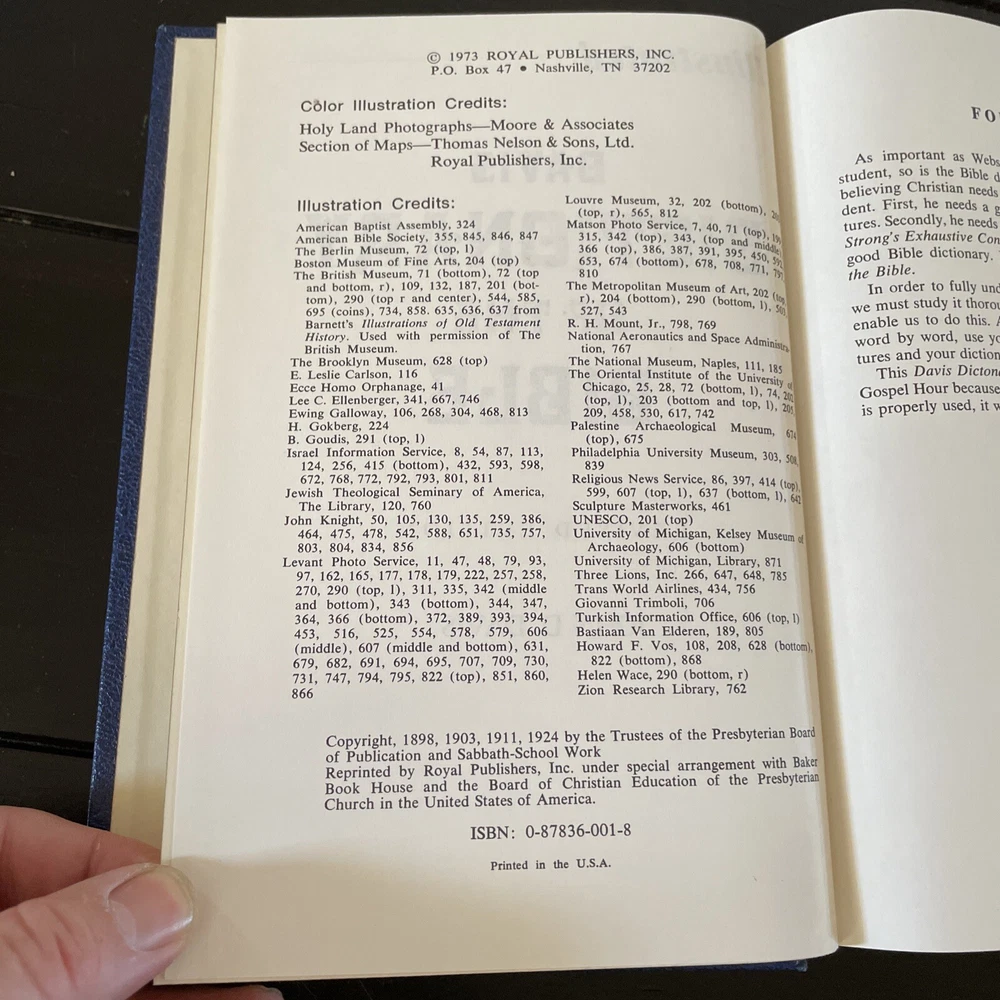 © 1973 ROYAL PUBLISHERS, INC.
P.O. Box 47 • Nashville, TN 37202
Color Illustration Credits:
Holy Land Photographs—Moore & Associates
Section of Maps—Thomas Nelson & Sons, Ltd.
Royal Publishers, Inc.
Illustration Credits:
American Baptist Assembly, 324
American Bible Society, 355, 845, 846, 847
The Berlin Museum, 72 (top, l)
Boston Museum of Fine Arts, 204 (top)
The British Museum, 71 (bottom), 72 (top
and bottom, r), 109, 132, 187, 201 (bot-
tom), 290 (top r and center), 544, 585,
695 (coins), 734, 858. 635, 636, 637 from
Barnett's Illustrations of Old Testament
History. Used with permission of The
British Museum.
The Brooklyn Museum, 628 (top)
E. Leslie Carlson, 116
Ecce Homo Orphanage, 41
Lee C. Ellenberger, 341, 667, 746
Ewing Galloway, 106, 268, 304, 468, 813
H. Gokberg, 224
B. Goudis, 291 (top, l)
Israel Information Service, 8, 54, 87, 113,
124, 256, 415 (bottom), 432, 593, 598,
672, 768, 772, 792, 793, 801, 811
Jewish Theological Seminary of America,
The Library, 120, 760
John Knight, 50, 105, 130, 135, 259, 386,
464, 475, 478, 542, 588, 651, 735, 757,
803, 804, 834, 856
Levant Photo Service, 11, 47, 48, 79, 93,
97, 162, 165, 177, 178, 179, 222, 257, 258,
270, 290 (top, l), 311, 335, 342 (middle
and bottom), 343 (bottom), 344, 347,
364, 366 (bottom), 372, 389, 393, 394,
453, 516, 525, 554, 578, 579, 606
(middle), 607 (middle and bottom), 631,
679, 682, 691, 694, 695, 707, 709, 730,
731, 747, 794, 795, 822 (top), 851, 860,
866
Louvre Museum, 32, 202 (bottom),
(top, r), 565, 812
Matson Photo Service, 7, 40, 71 (top),
315, 342 (top), 343, (top and middle)
366 (top), 386, 387, 391, 395, 450,
653, 674 (bottom), 678, 708, 771,
810
The Metropolitan Museum of Art, 202 (top,
r), 204 (bottom), 290 (bottom, l),
527, 543
R. H. Mount, Jr., 798, 769
National Aeronautics and Space Administra-
tion, 767
The National Museum, Naples, 111, 185
The Oriental Institute of the University of
Chicago, 25, 28, 72 (bottom, l), 74,
(top, l), 203 (bottom and top, l),
209, 458, 530, 617, 742
Palestine Archaeological Museum,
(top), 675
Philadelphia University Museum, 303,
839
Religious News Service, 86, 397, 414 (top),
599, 607 (top, l), 637 (bottom, l),
Sculpture Masterworks, 461
UNESCO, 201 (top)
University of Michigan, Kelsey Museum of
Archaeology, 606 (bottom)
University of Michigan, Library, 871
Three Lions, Inc. 266, 647, 648, 785
Trans World Airlines, 434, 756
Giovanni Trimboli, 706
Turkish Information Office, 606 (top, l)
Bastiaan Van Elderen, 189, 805
Howard F. Vos, 108, 208, 628 (bottom),
822 (bottom), 868
Helen Wace, 290 (bottom, r)
Zion Research Library, 762
Copyright, 1898, 1903, 1911, 1924 by the Trustees of the Presbyterian Board
of Publication and Sabbath-School Work
Reprinted by Royal Publishers, Inc. under special arrangement with Baker
Book House and the Board of Christian Education of the Presbyterian
Church in the United States of America.
ISBN: 0-87836-001-8
Printed in the U.S.A.
FO
As important as Webs
student, so is the Bible d
believing Christian needs
dent. First, he needs a g
tures. Secondly, he needs
Strong's Exhaustive Con
good Bible dictionary.
the Bible.
In order to fully und
we must study it thorou
enable us to do this. A
word by word, use yo
tures and your diction
This Davis Dictona
Gospel Hour because
is properly used, it w